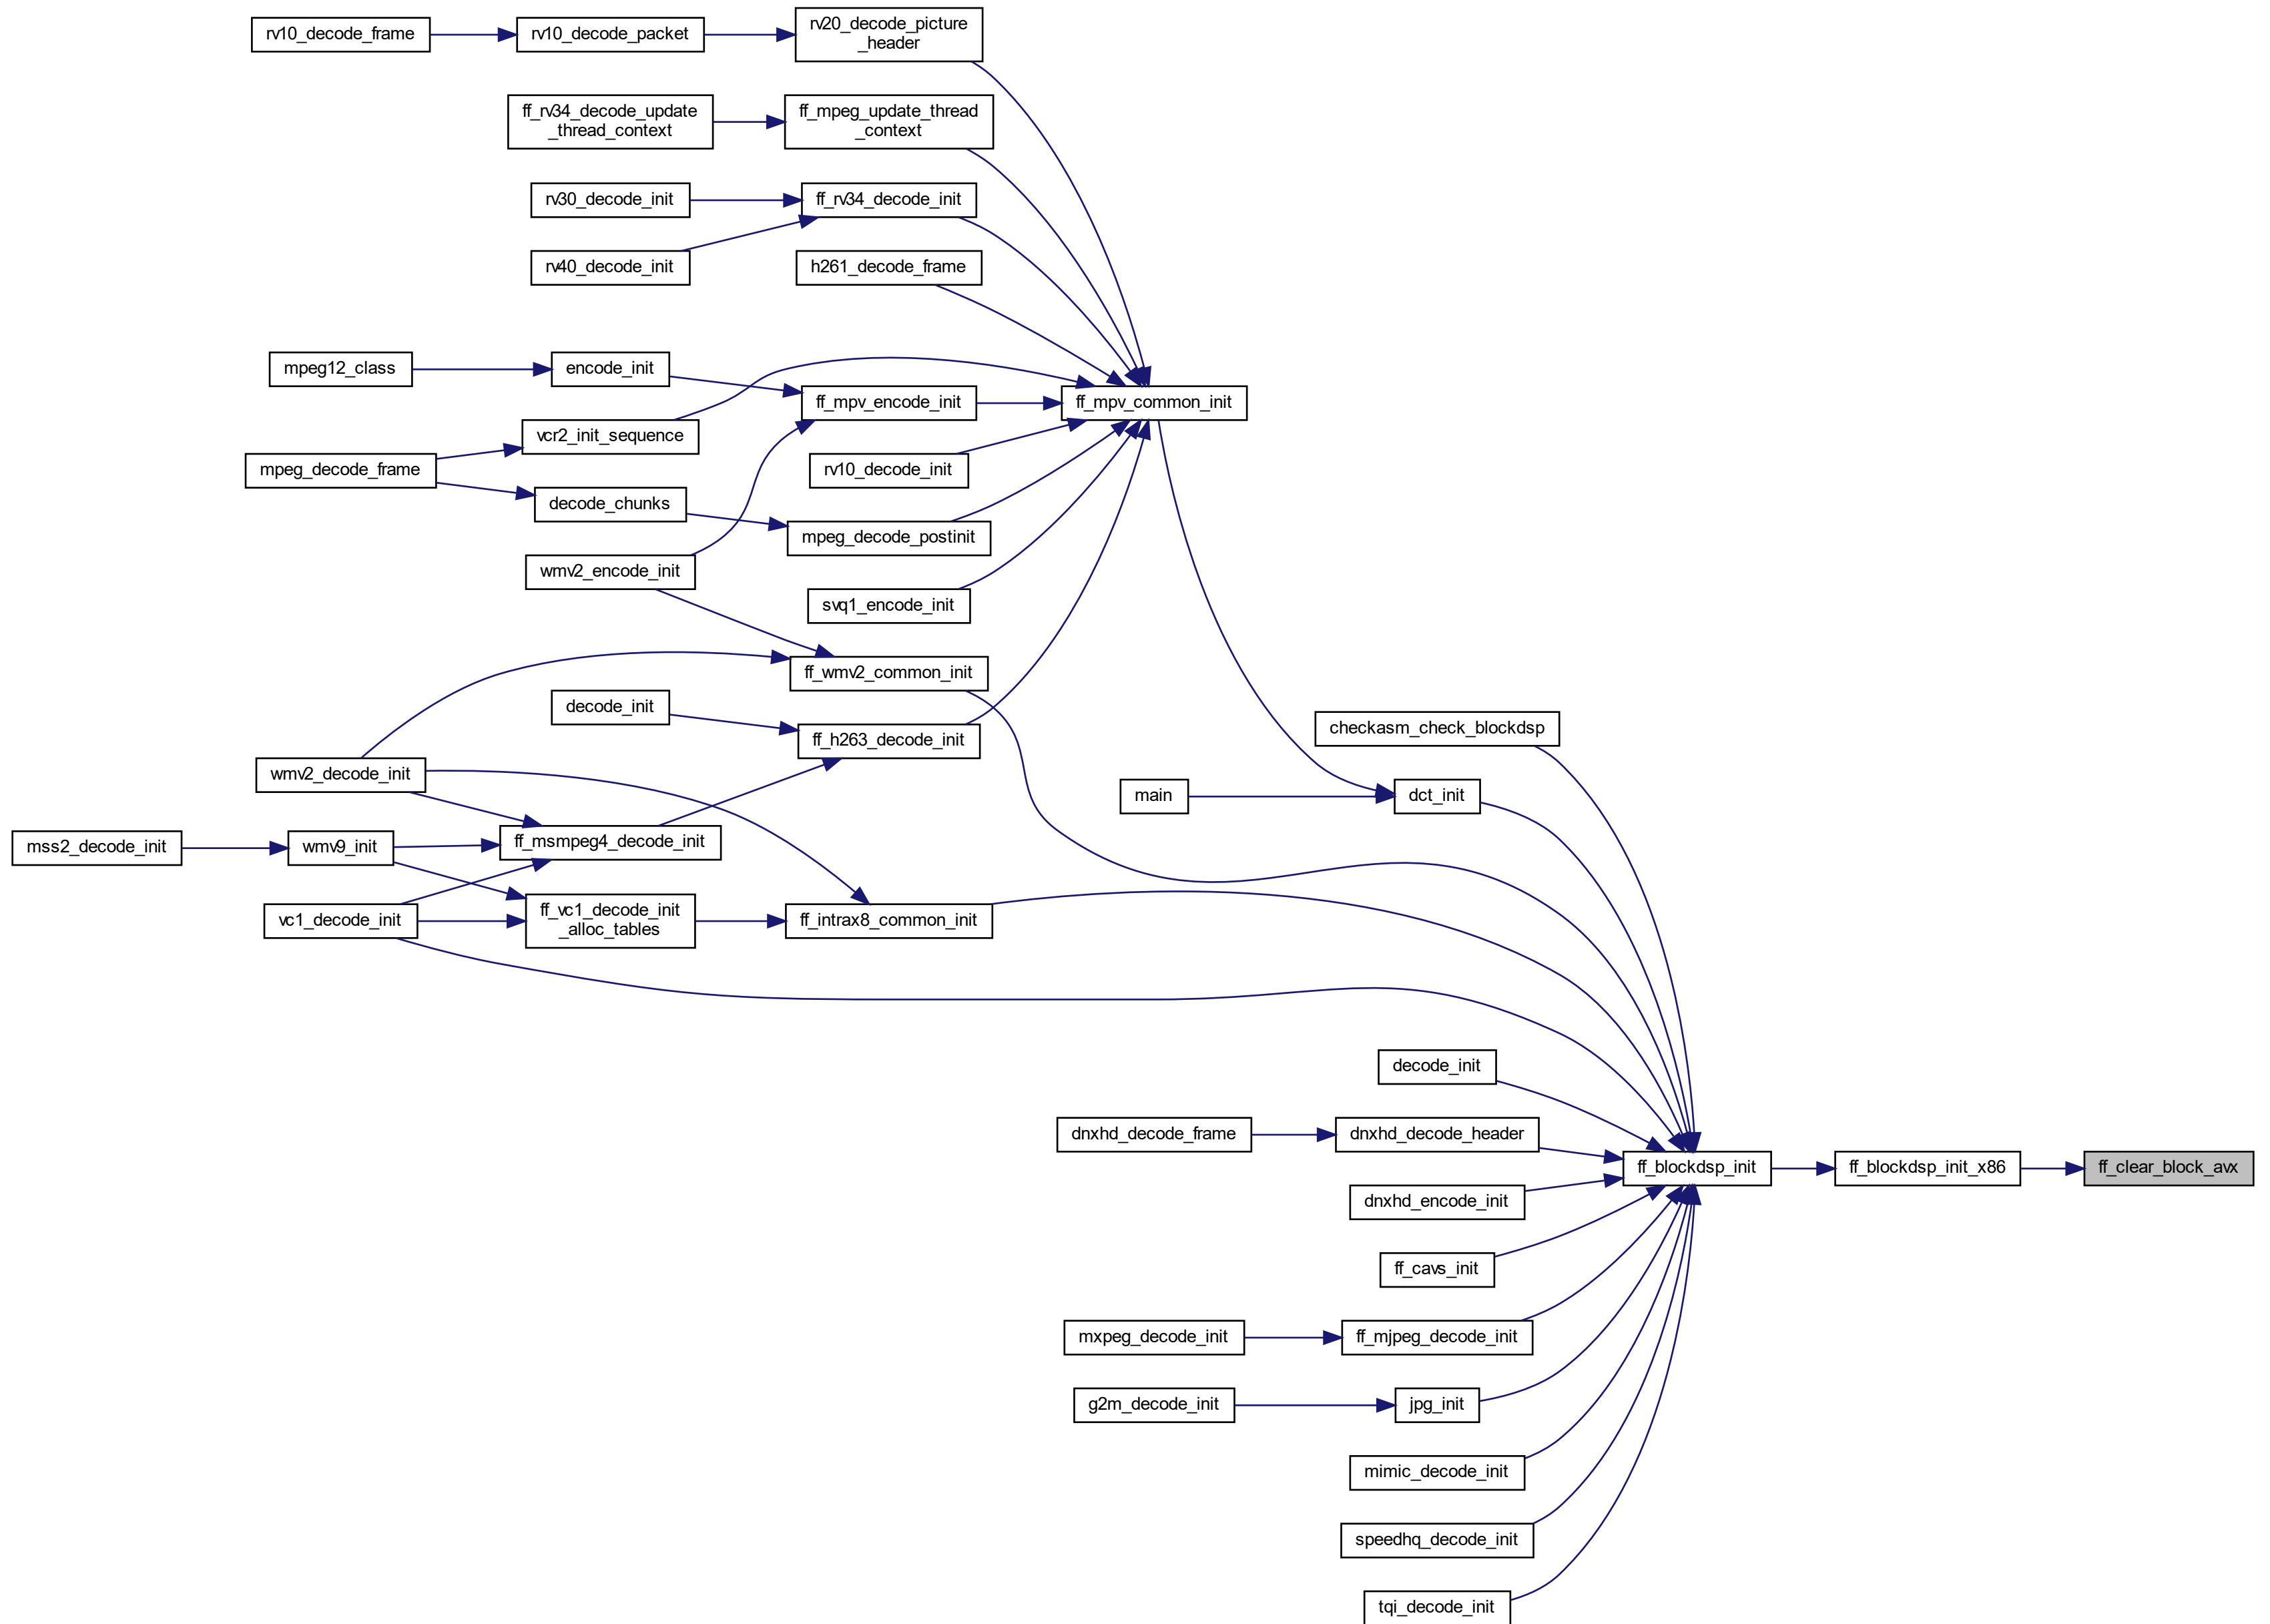 rv10_decode_frame
rv10_decode_packet
rv20_decode_picture
_header
ff_rv34_decode_update
_thread_context
ff_mpeg_update_thread
_context
rv30_decode_init
ff_rv34_decode_init
rv40_decode_init
h261_decode_frame
mpeg12_class
encode_init
ff_mpv_encode_init
ff_mpv_common_init
vcr2_init_sequence
mpeg_decode_frame
rv10_decode_init
decode_chunks
mpeg_decode_postinit
wmv2_encode_init
svq1_encode_init
ff_wmv2_common_init
decode_init
ff_h263_decode_init
checkasm_check_blockdsp
wmv2_decode_init
main
dct_init
mss2_decode_init
wmv9_init
ff_msmpeg4_decode_init
vc1_decode_init
ff_vc1_decode_init
_alloc_tables
ff_intrax8_common_init
decode_init
dnxhd_decode_frame
dnxhd_decode_header
ff_blockdsp_init
ff_blockdsp_init_x86
ff_clear_block_avx
dnxhd_encode_init
ff_cavs_init
mxpeg_decode_init
ff_mjpeg_decode_init
g2m_decode_init
jpg_init
mimic_decode_init
speedhq_decode_init
tqi_decode_init